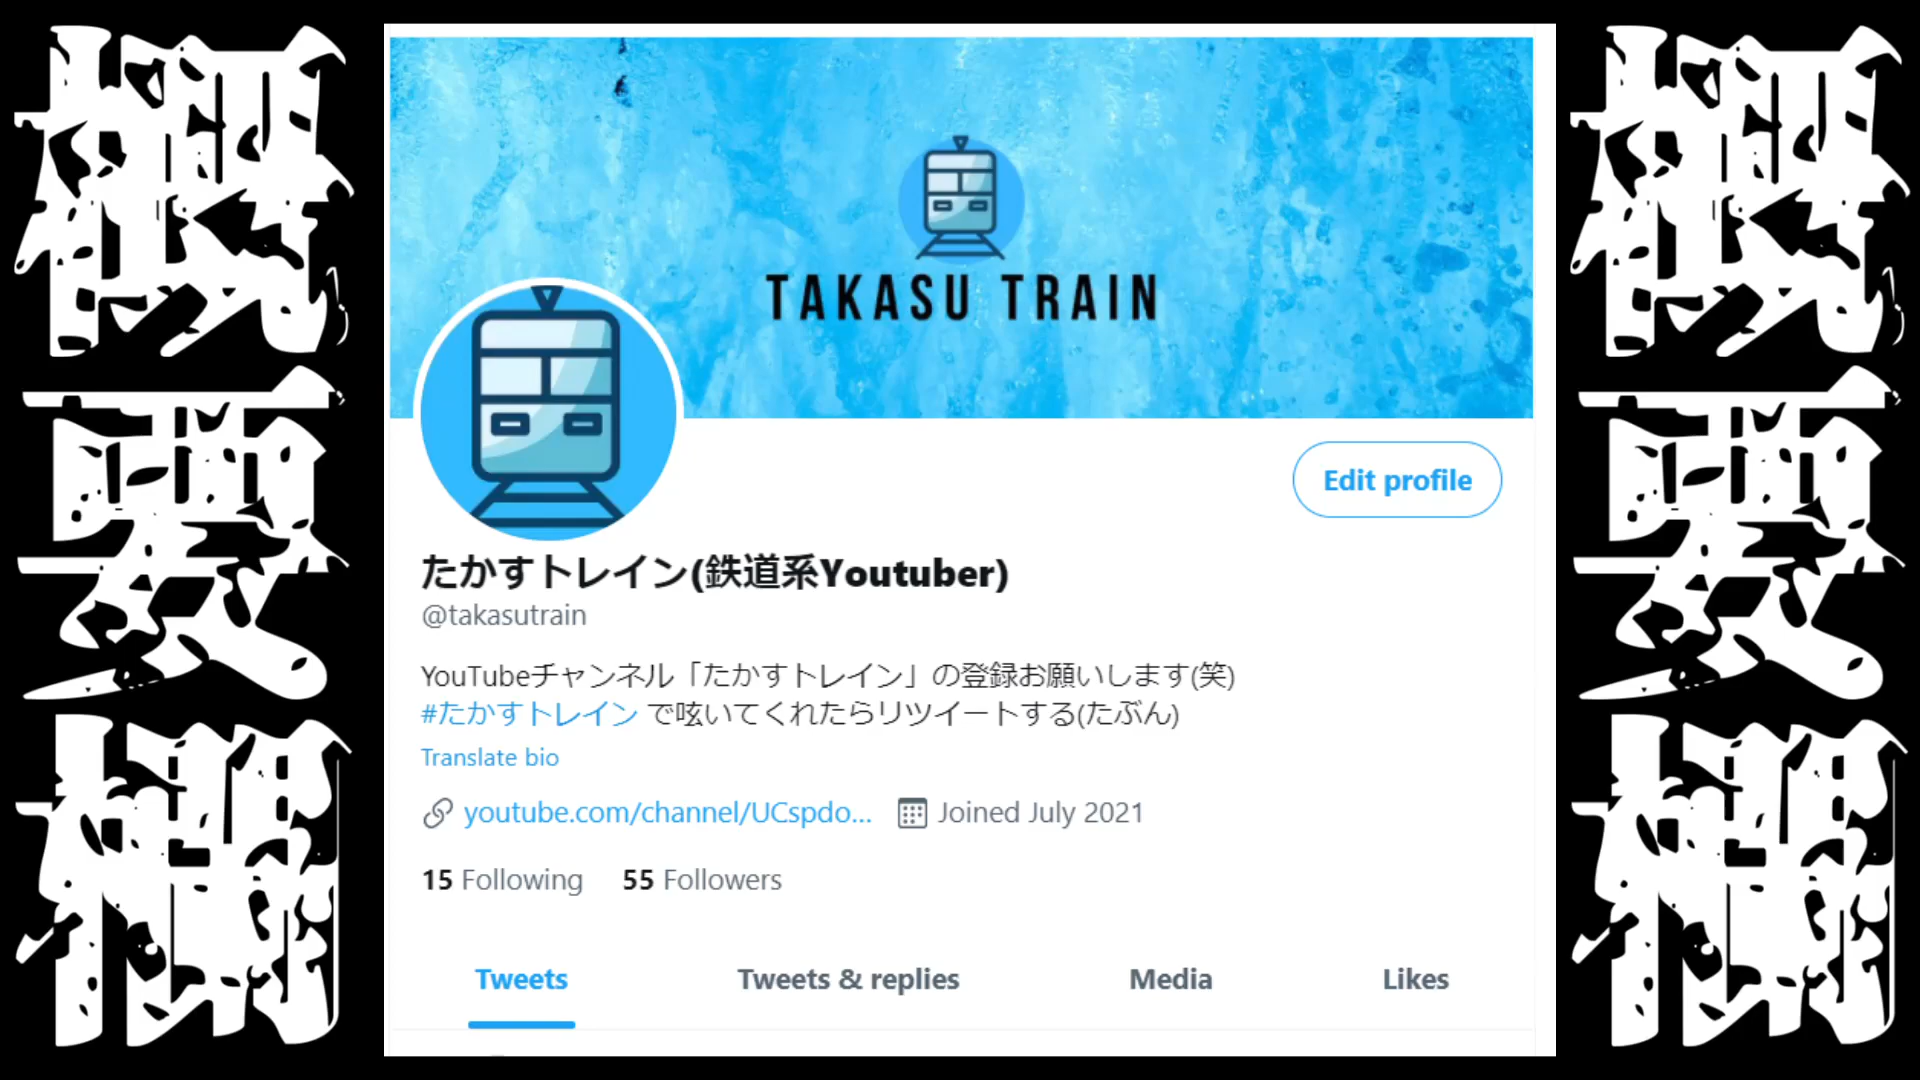 概要欄
TAKASU TRAIN
Edit profile
たかすトレイン(鉄道系Youtuber)
@takasutrain
YouTubeチャンネル「たかすトレイン」の登録お願いします(笑)
#たかすトレイン で呟いてくれたらリツイートする(たぶん)
Translate bio
youtube.com/channel/UCspdo... Joined July 2021
15 Following 55 Followers
Tweets Tweets & replies Media Likes
概要欄